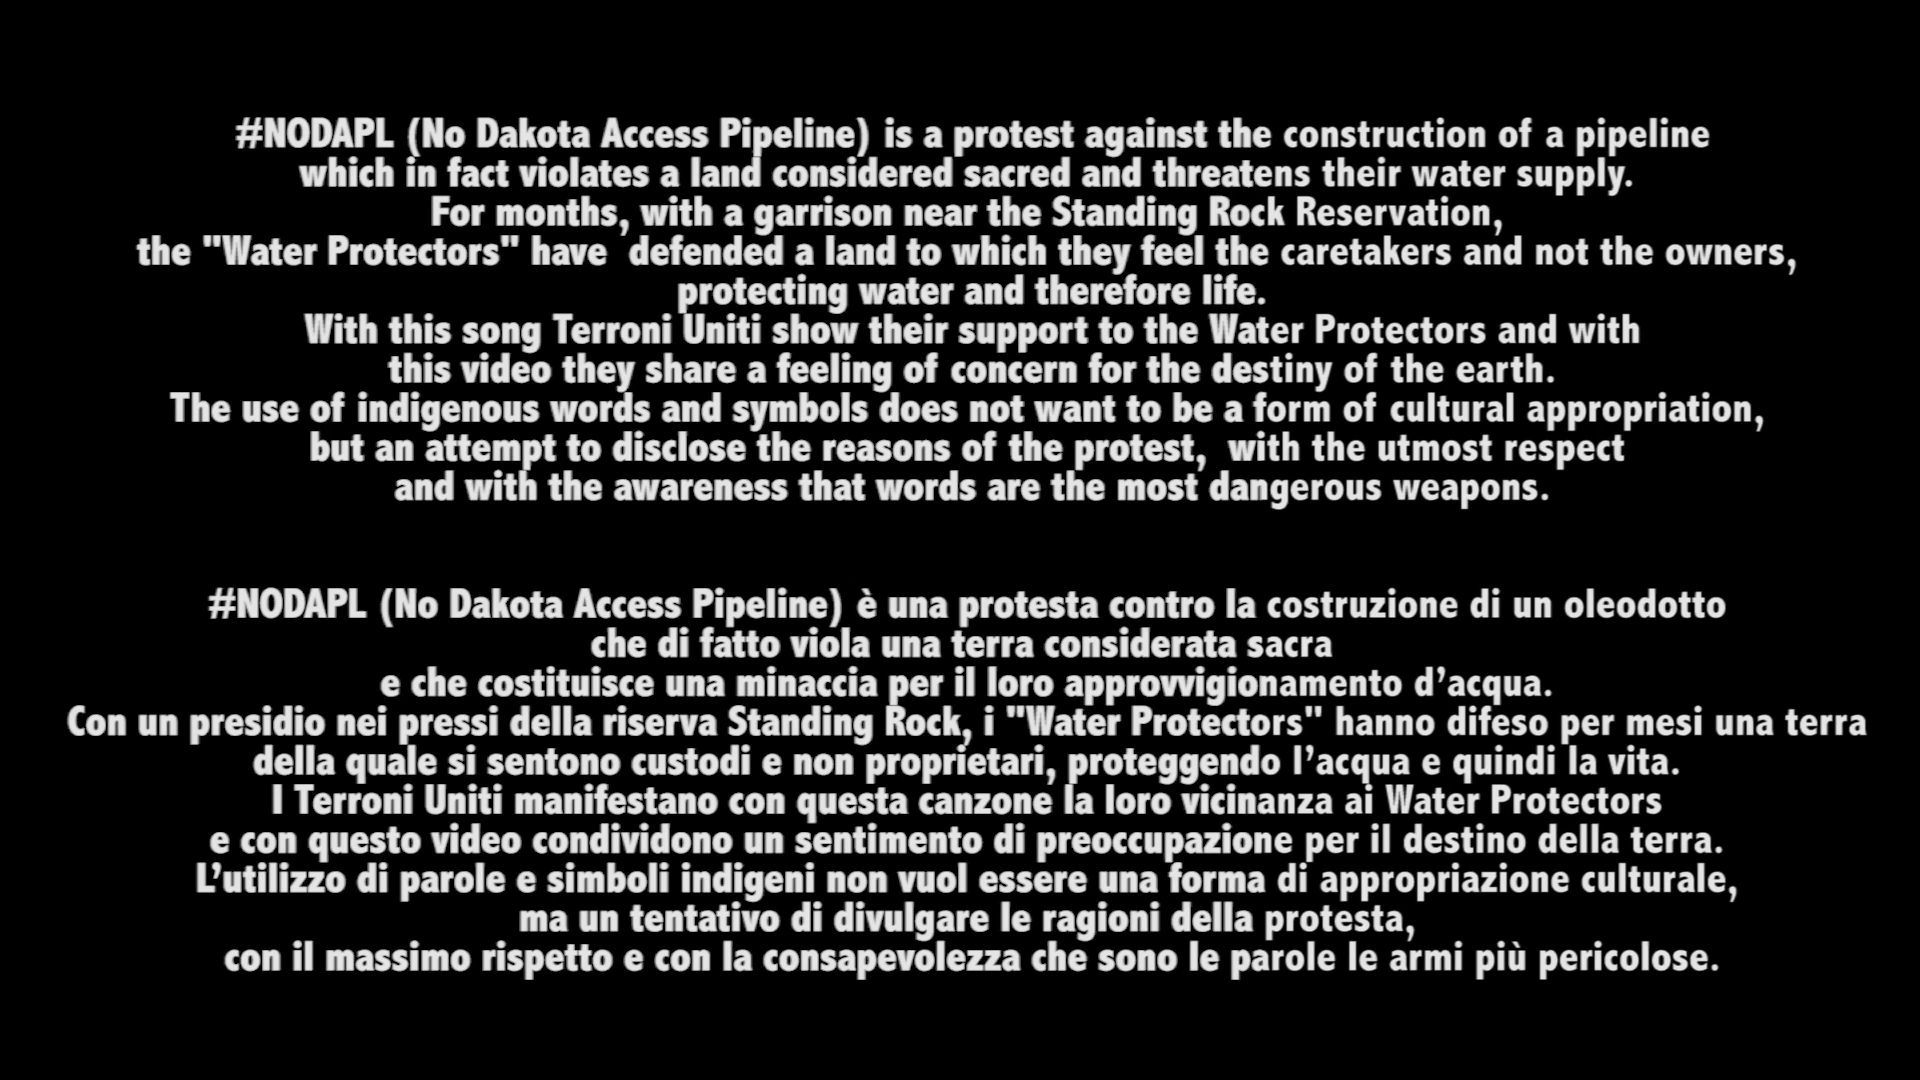 #NODAPL (No Dakota Access Pipeline) is a protest against the construction of a pipeline
which in fact violates a land considered sacred and threatens their water supply.
For months, with a garrison near the Standing Rock Reservation,
the "Water Protectors" have  defended a land to which they feel the caretakers and not the owners,
protecting water and therefore life.
With this song Terroni Uniti show their support to the Water Protectors and with
this video they share a feeling of concern for the destiny of the earth.
The use of indigenous words and symbols does not want to be a form of cultural appropriation,
but an attempt to disclose the reasons of the protest,  with the utmost respect
and with the awareness that words are the most dangerous weapons.
#NODAPL (No Dakota Access Pipeline) è una protesta contro la costruzione di un oleodotto
che di fatto viola una terra considerata sacra
e che costituisce una minaccia per il loro approvvigionamento d’acqua.
Con un presidio nei pressi della riserva Standing Rock, i "Water Protectors" hanno difeso per mesi una terra
della quale si sentono custodi e non proprietari, proteggendo l’acqua e quindi la vita.
I Terroni Uniti manifestano con questa canzone la loro vicinanza ai Water Protectors
e con questo video condividono un sentimento di preoccupazione per il destino della terra.
L’utilizzo di parole e simboli indigeni non vuol essere una forma di appropriazione culturale,
ma un tentativo di divulgare le ragioni della protesta,
con il massimo rispetto e con la consapevolezza che sono le parole le armi più pericolose.